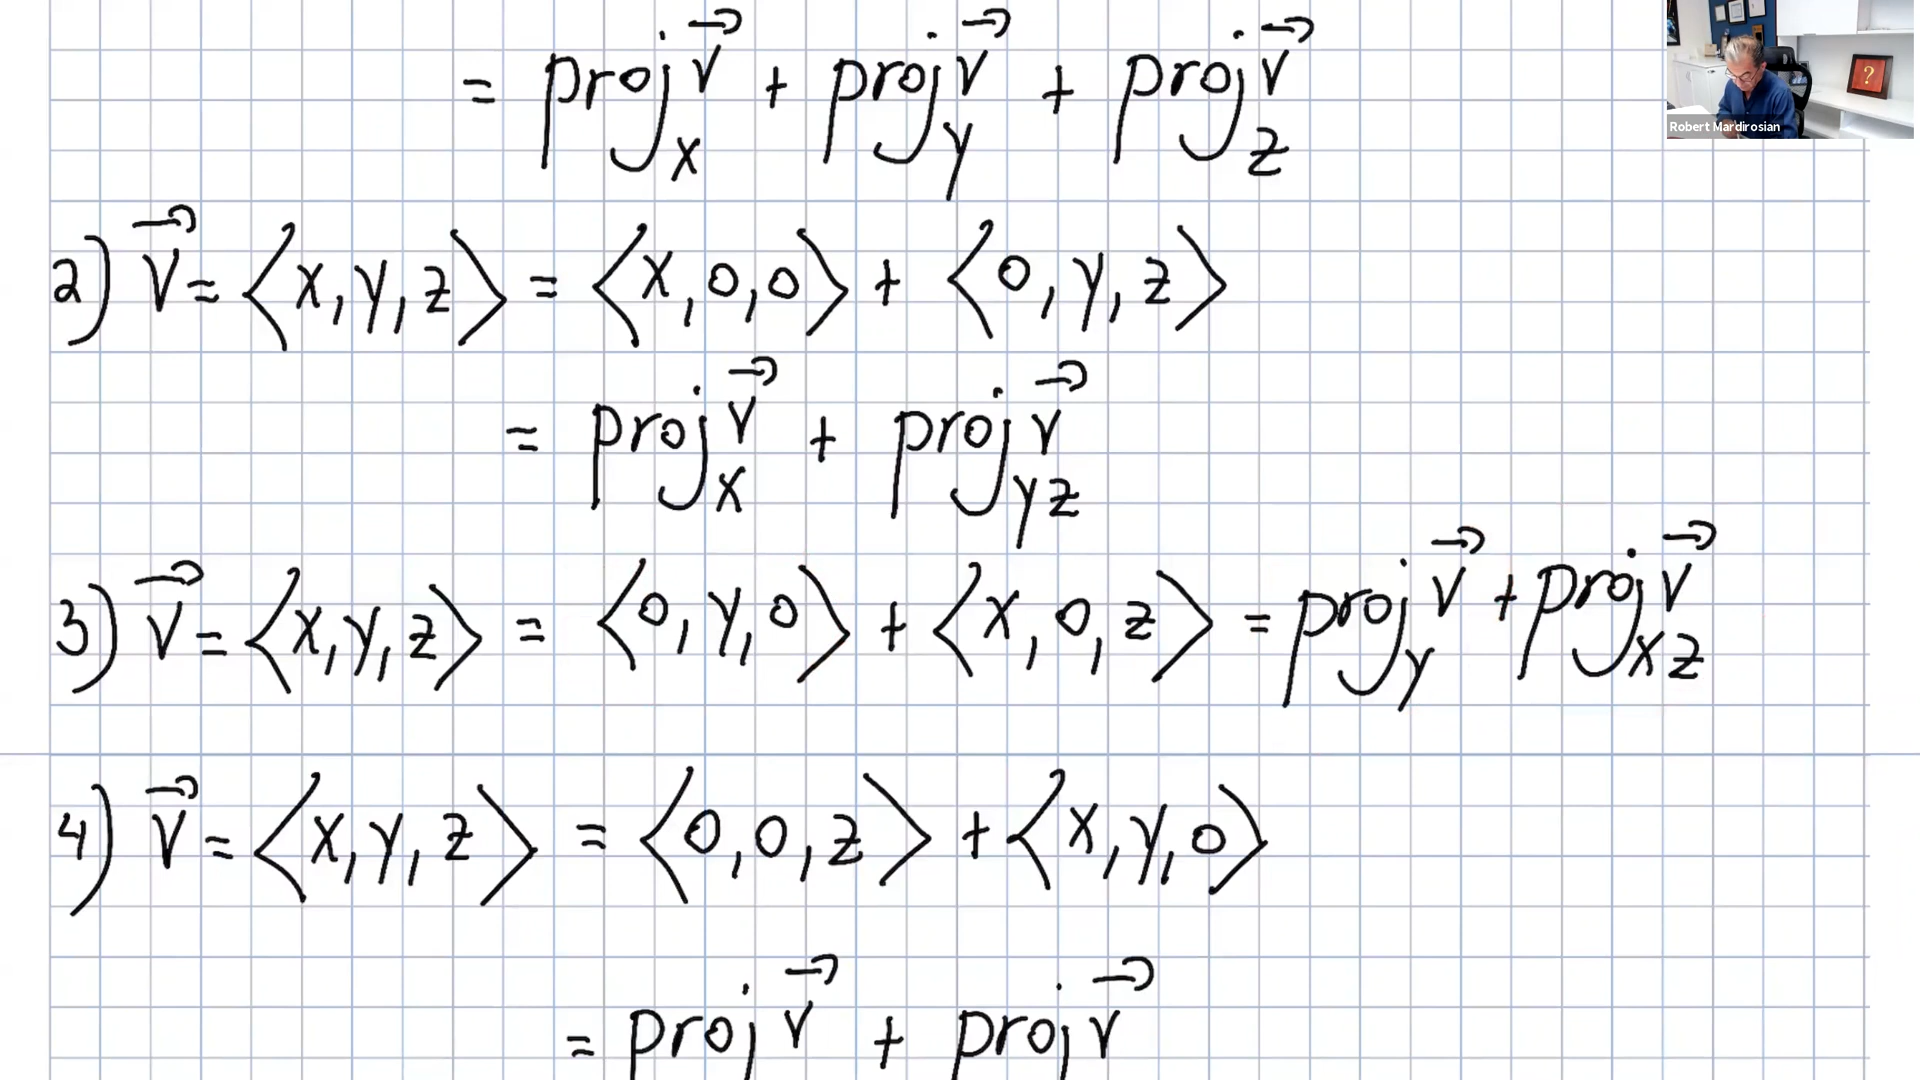 = proj_x v⃗ + proj_y v⃗ + proj_z v⃗
?
Robert Mardirosian
2) v⃗ = ⟨x, y, z⟩ = ⟨x, 0, 0⟩ + ⟨0, y, z⟩
= proj_x v⃗ + proj_yz v⃗
3) v⃗ = ⟨x, y, z⟩ = ⟨0, y, 0⟩ + ⟨x, 0, z⟩ = proj_y v⃗ + proj_xz v⃗
4) v⃗ = ⟨x, y, z⟩ = ⟨0, 0, z⟩ + ⟨x, y, 0⟩
= proj v⃗ + proj v⃗